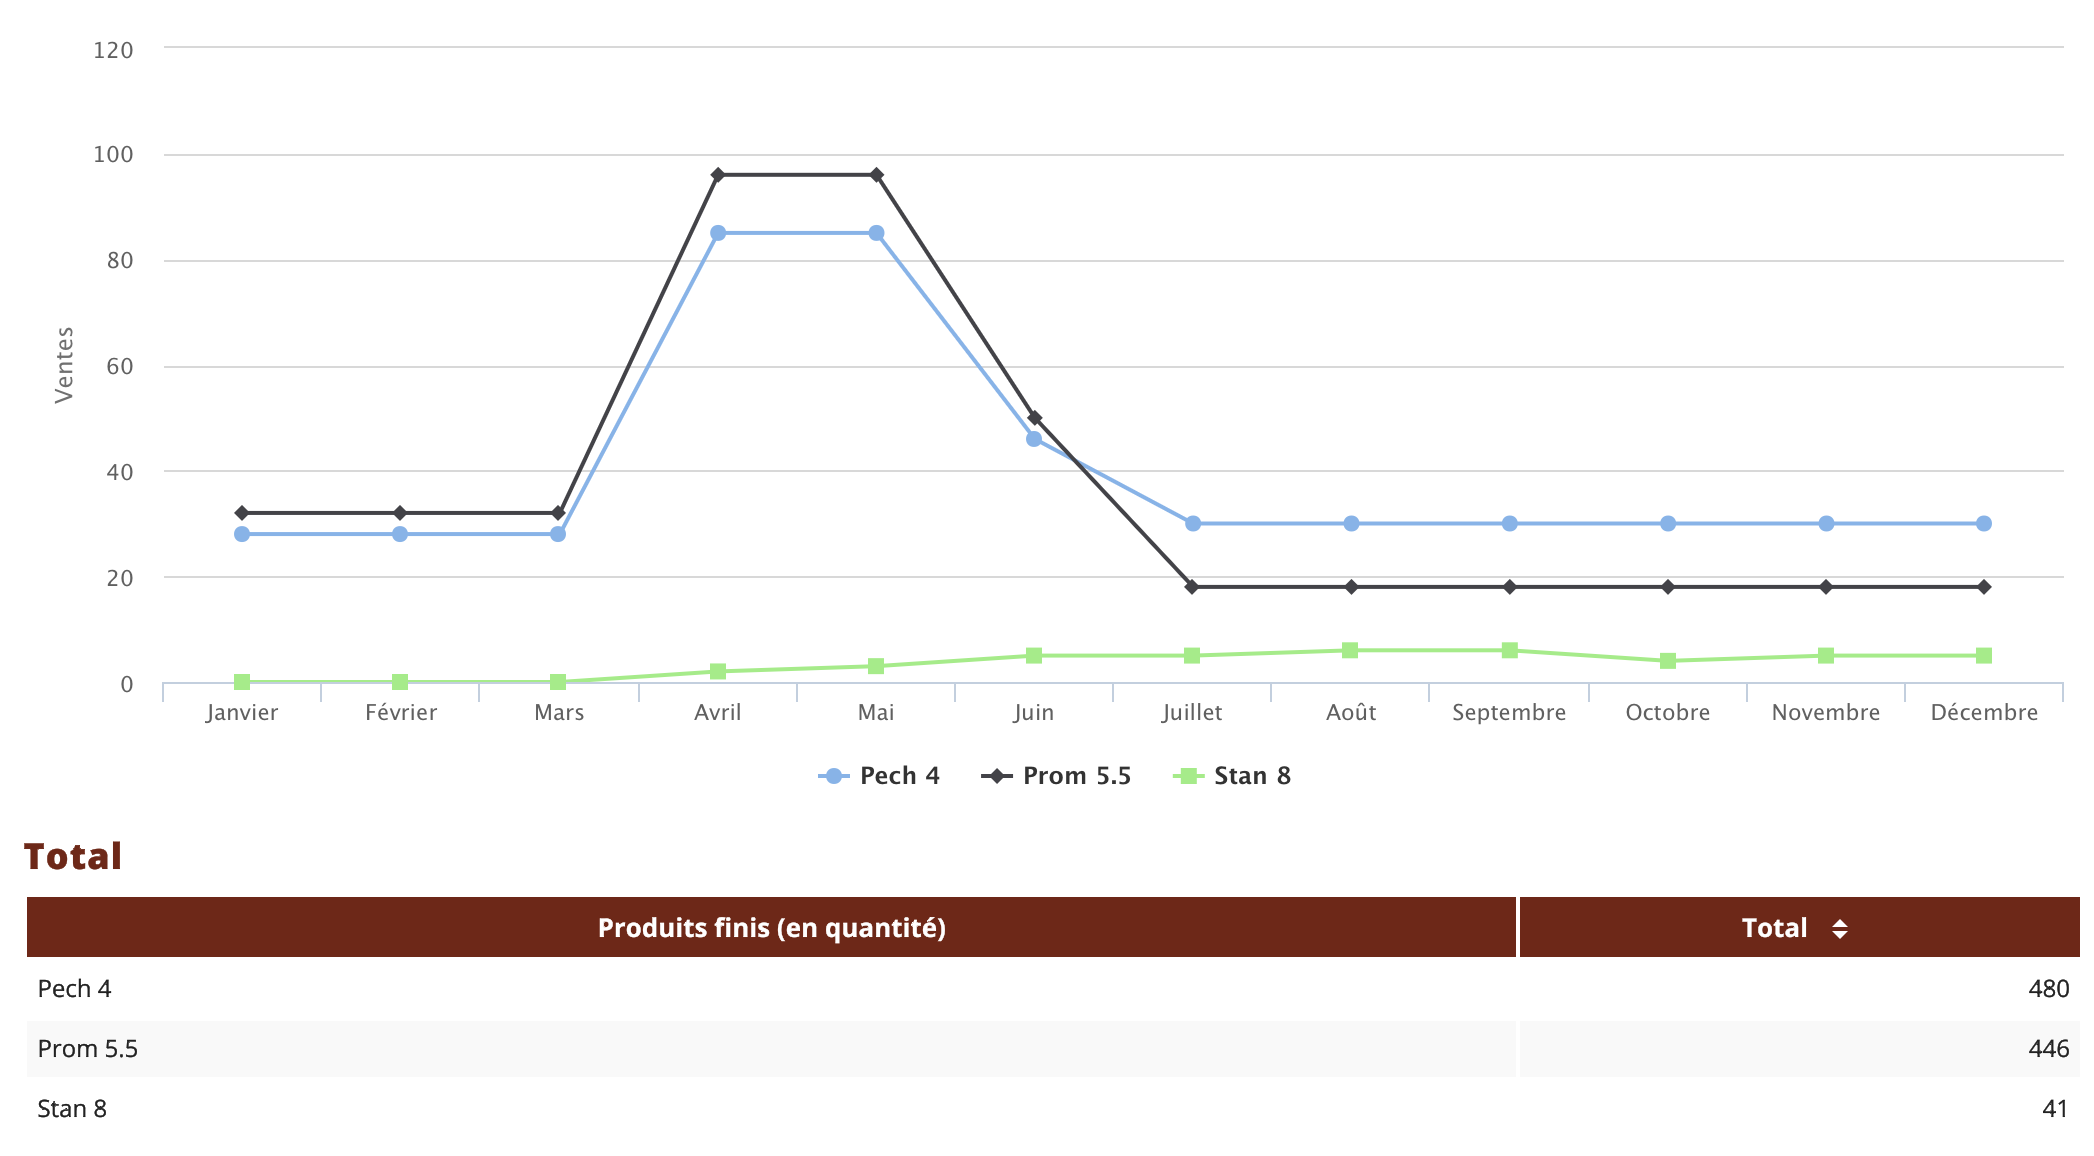 120
100
80
60
40
20
0
Ventes
Janvier Février Mars Avril Mai Juin Juillet Août Septembre Octobre Novembre Décembre
Pech 4 Prom 5.5 Stan 8
Total
Produits finis (en quantité) Total
Pech 4 480
Prom 5.5 446
Stan 8 41